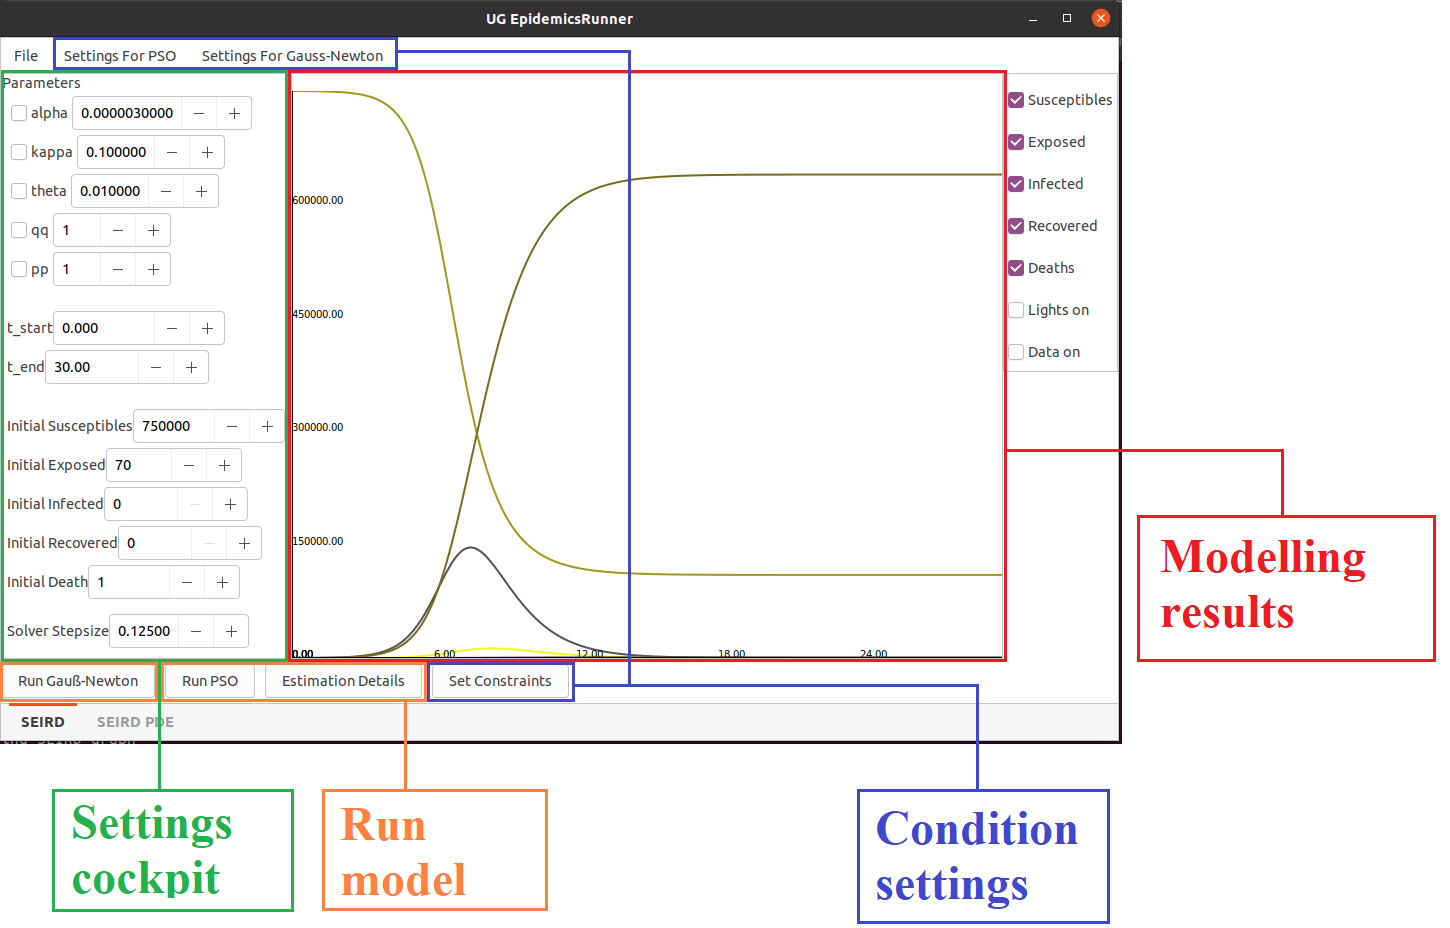 UG EpidemicsRunner
File Settings For PSO Settings For Gauss-Newton
Parameters
alpha 0.0000030000
kappa 0.100000
theta 0.010000
qq 1
pp 1
t_start 0.000
t_end 30.00
Initial Susceptibles 750000
Initial Exposed 70
Initial Infected 0
Initial Recovered 0
Initial Death 1
Solver Stepsize 0.12500
600000.00
450000.00
300000.00
150000.00
0.00 6.00 12.00 18.00 24.00
Susceptibles
Exposed
Infected
Recovered
Deaths
Lights on
Data on
Run Gauß-Newton Run PSO Estimation Details Set Constraints
SEIRD SEIRD PDE
Modelling
results
Settings
cockpit
Run
model
Condition
settings